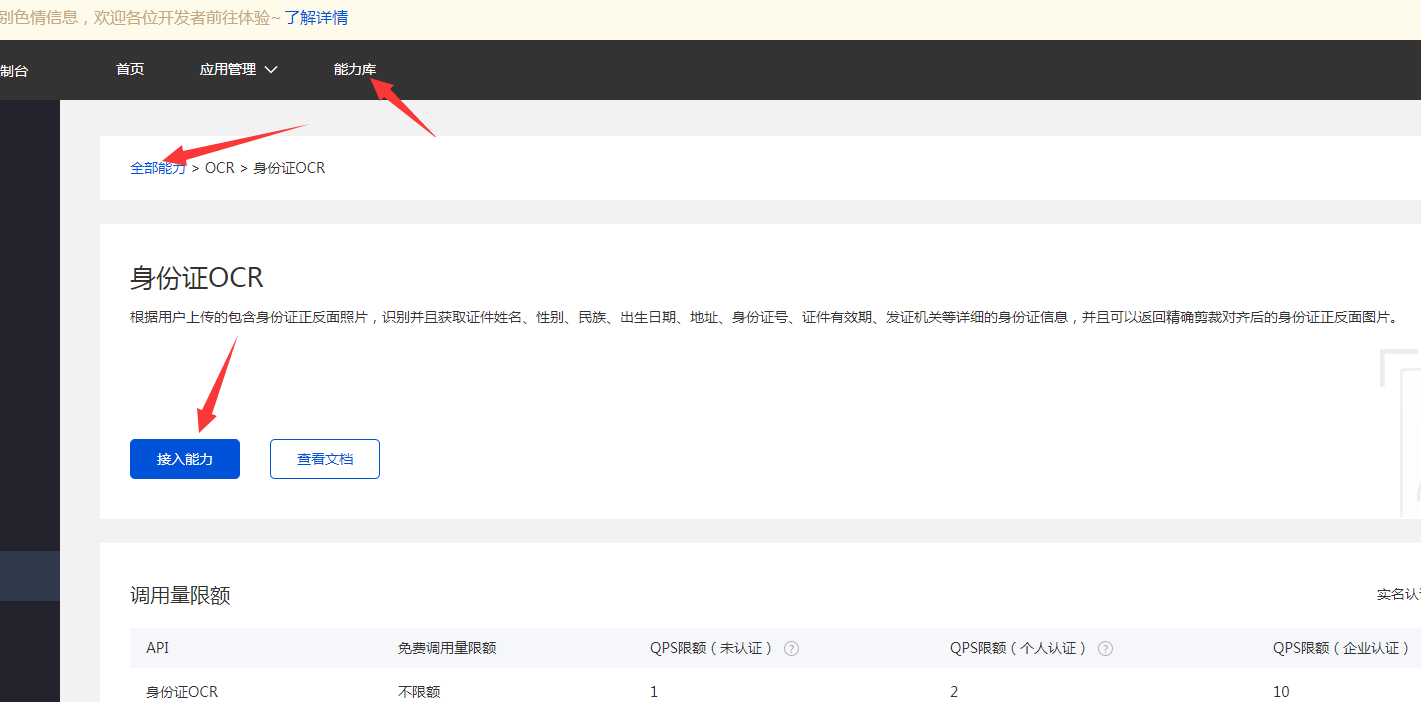 别色情信息，欢迎各位开发者前往体验~ 了解详情
制台 首页 应用管理 能力库
全部能力 > OCR > 身份证OCR
身份证OCR
根据用户上传的包含身份证正反面照片，识别并且获取证件姓名、性别、民族、出生日期、地址、身份证号、证件有效期、发证机关等详细的身份证信息，并且可以返回精确剪裁对齐后的身份证正反面图片。
接入能力 查看文档
调用量限额 实名认
API 免费调用量限额 QPS限额（未认证） ? QPS限额（个人认证） ? QPS限额（企业认证）
身份证OCR 不限额 1 2 10